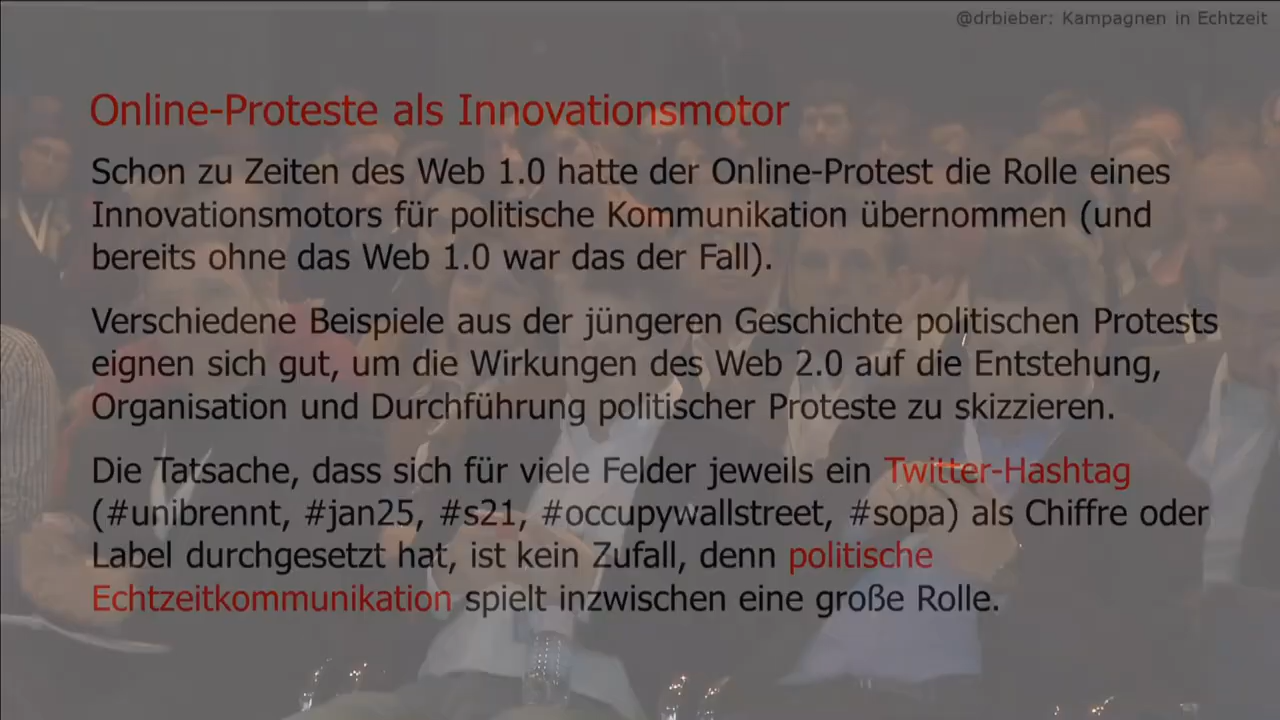 @drbieber: Kampagnen in Echtzeit
Online-Proteste als Innovationsmotor
Schon zu Zeiten des Web 1.0 hatte der Online-Protest die Rolle eines
Innovationsmotors für politische Kommunikation übernommen (und
bereits ohne das Web 1.0 war das der Fall).
Verschiedene Beispiele aus der jüngeren Geschichte politischen Protests
eignen sich gut, um die Wirkungen des Web 2.0 auf die Entstehung,
Organisation und Durchführung politischer Proteste zu skizzieren.
Die Tatsache, dass sich für viele Felder jeweils ein Twitter-Hashtag
(#unibrennt, #jan25, #s21, #occupywallstreet, #sopa) als Chiffre oder
Label durchgesetzt hat, ist kein Zufall, denn politische
Echtzeitkommunikation spielt inzwischen eine große Rolle.